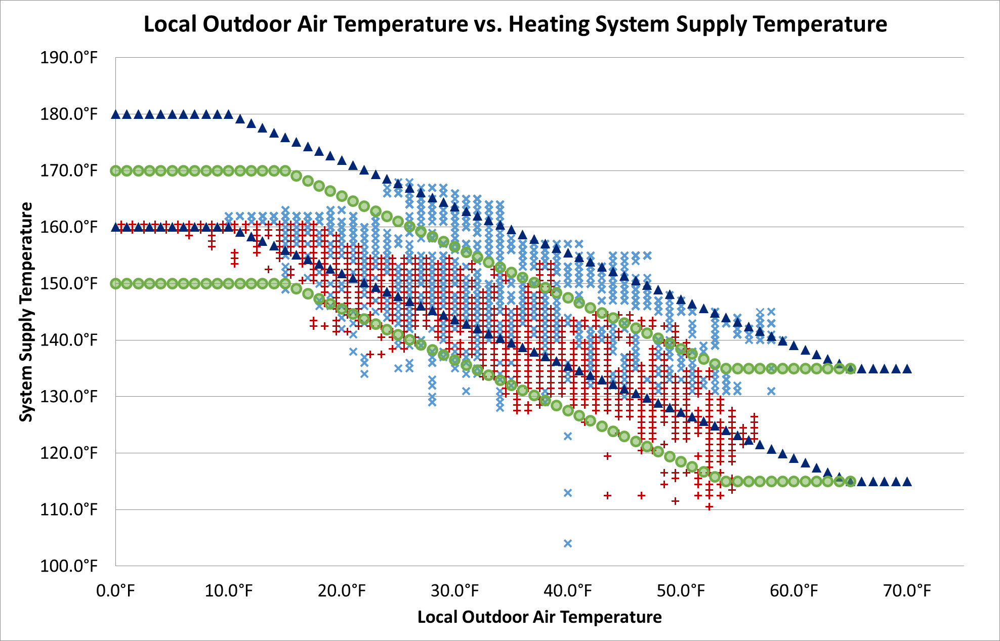 Local Outdoor Air Temperature vs. Heating System Supply Temperature
190.0°F
180.0°F
170.0°F
160.0°F
150.0°F
140.0°F
130.0°F
120.0°F
110.0°F
100.0°F
System Supply Temperature
0.0°F 10.0°F 20.0°F 30.0°F 40.0°F 50.0°F 60.0°F 70.0°F
Local Outdoor Air Temperature